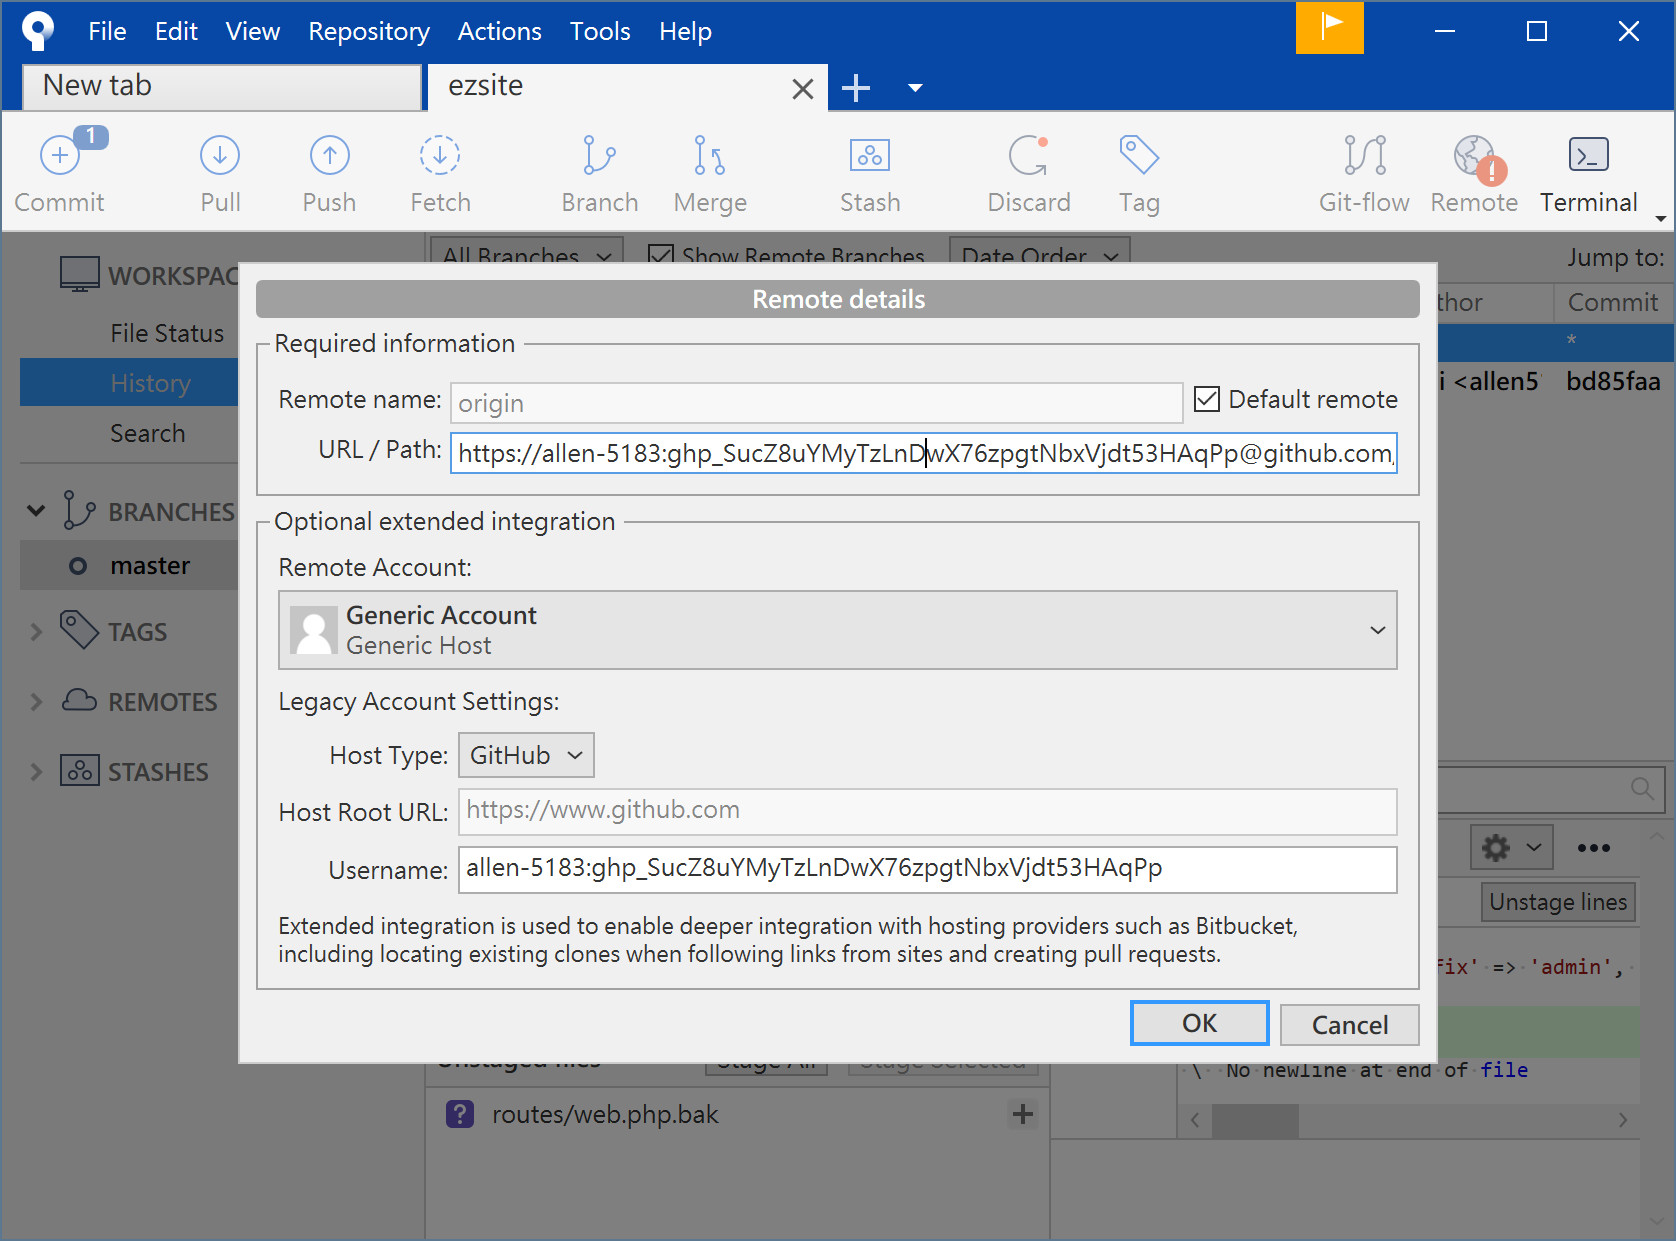 File Edit View Repository Actions Tools Help
New tab
ezsite
1
Commit Pull Push Fetch Branch Merge Stash Discard Tag Git-flow Remote Terminal
All Branches Show Remote Branches Date Order Jump to:
WORKSPAC
thor Commit
File Status
*
History
i <allen5 bd85faa
Search
BRANCHES
master
TAGS
REMOTES
STASHES
Remote details
Required information
Remote name: origin Default remote
URL / Path: https://allen-5183: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@github.com
Optional extended integration
Remote Account:
Generic Account
Generic Host
Legacy Account Settings:
Host Type: GitHub
Host Root URL: https://www.github.com
Username: allen-5183: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
Extended integration is used to enable deeper integration with hosting providers such as Bitbucket,
including locating existing clones when following links from sites and creating pull requests.
OK Cancel
Unstage lines
fix' => 'admin',
\ No newline at end of file
Unstaged files Stage All Stage Selected
? routes/web.php.bak